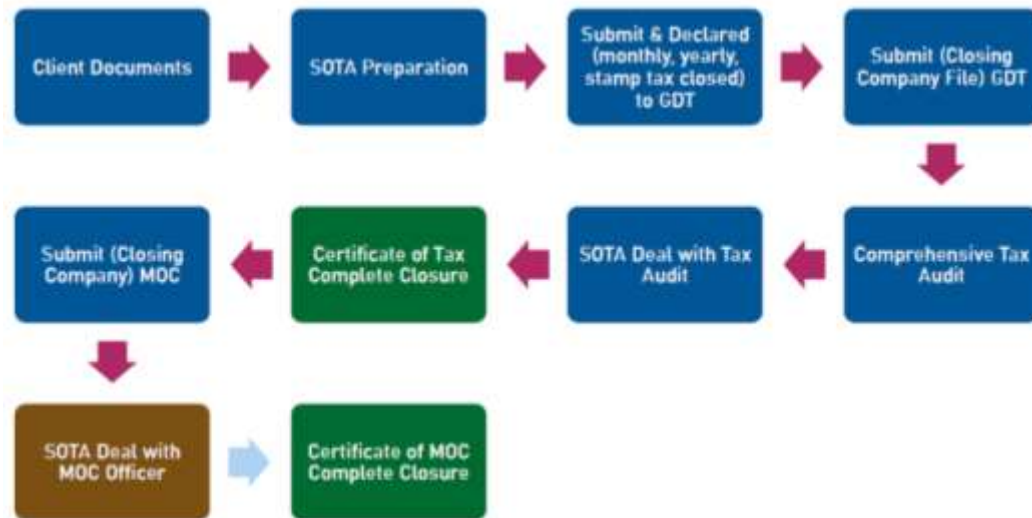 Client Documents
SOTA Preparation
Submit & Declared
(monthly, yearly,
stamp tax closed)
to GDT
Submit (Closing
Company File) GDT
Comprehensive Tax
Audit
SOTA Deal with Tax
Audit
Certificate of Tax
Complete Closure
Submit (Closing
Company) MOC
SOTA Deal with
MOC Officer
Certificate of MOC
Complete Closure